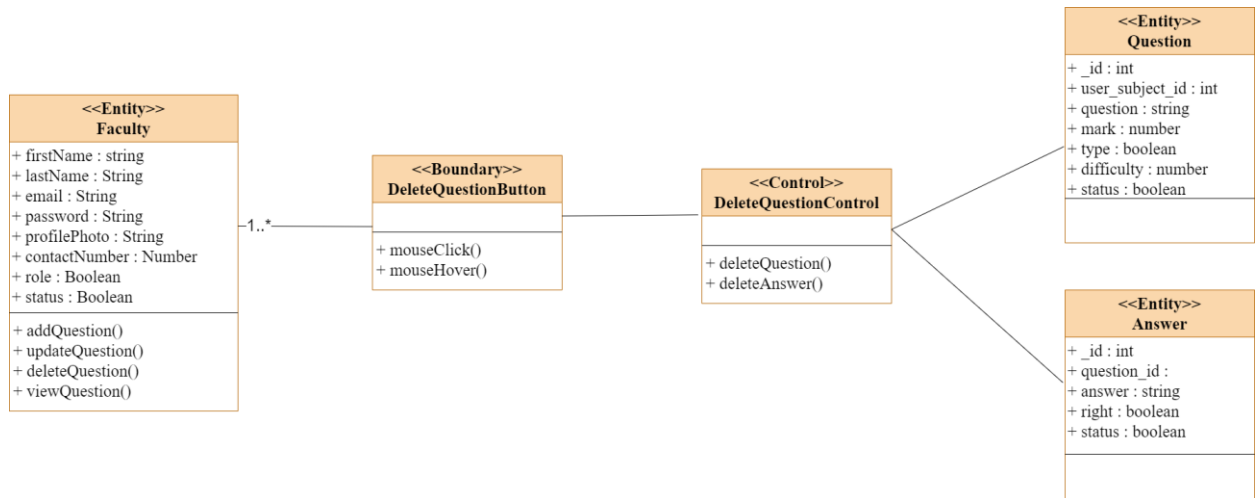 <<Entity>>
Faculty
+ firstName : string
+ lastName : String
+ email : String
+ password : String
+ profilePhoto : String
+ contactNumber : Number
+ role : Boolean
+ status : Boolean
+ addQuestion()
+ updateQuestion()
+ deleteQuestion()
+ viewQuestion()
1..*
<<Boundary>>
DeleteQuestionButton
+ mouseClick()
+ mouseHover()
<<Control>>
DeleteQuestionControl
+ deleteQuestion()
+ deleteAnswer()
<<Entity>>
Question
+ _id : int
+ user_subject_id : int
+ question : string
+ mark : number
+ type : boolean
+ difficulty : number
+ status : boolean
<<Entity>>
Answer
+ _id : int
+ question_id :
+ answer : string
+ right : boolean
+ status : boolean